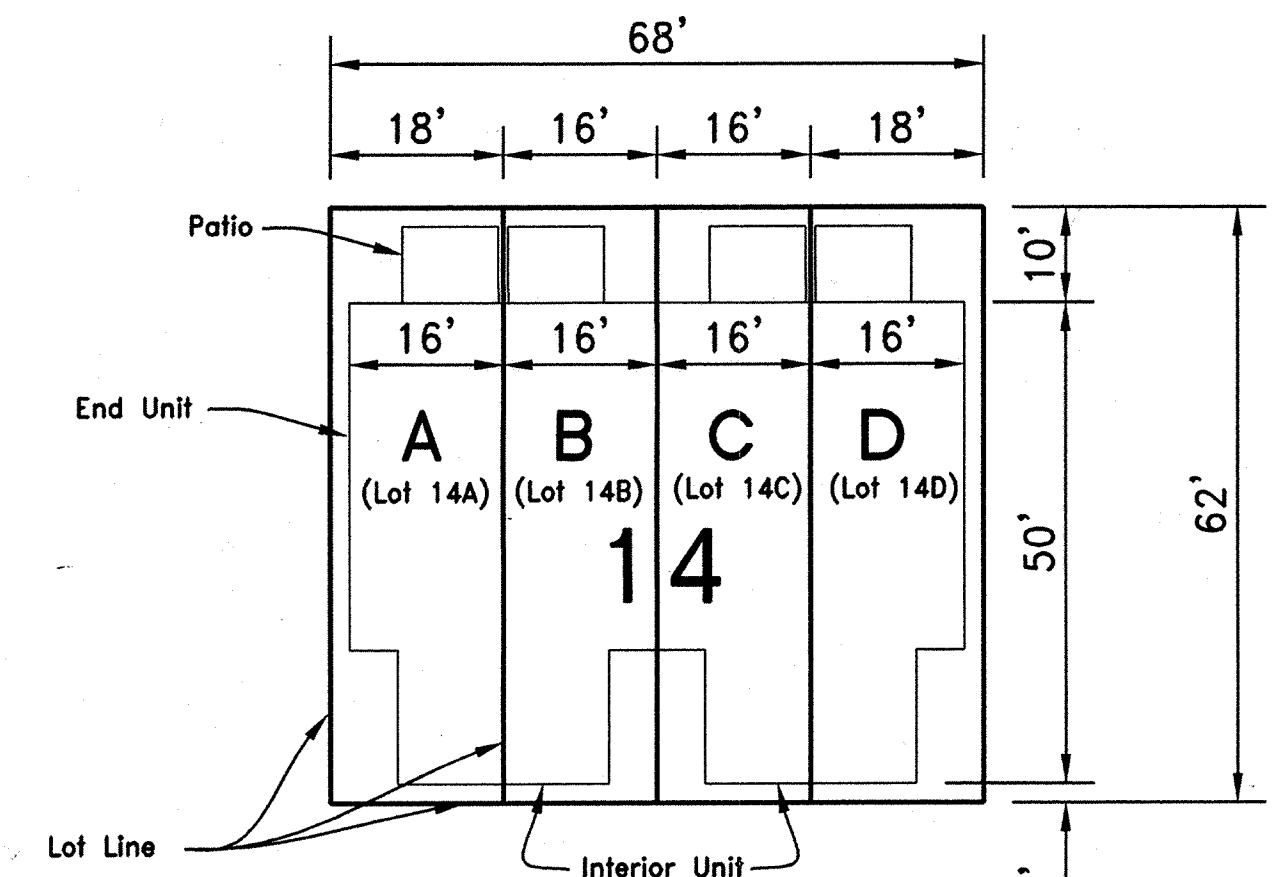 68'
18' 16' 16' 18'
Patio
10'
16' 16' 16' 16'
End Unit
A B C D
(Lot 14A) (Lot 14B) (Lot 14C) (Lot 14D)
62'
50'
14
Lot Line
Interior Unit